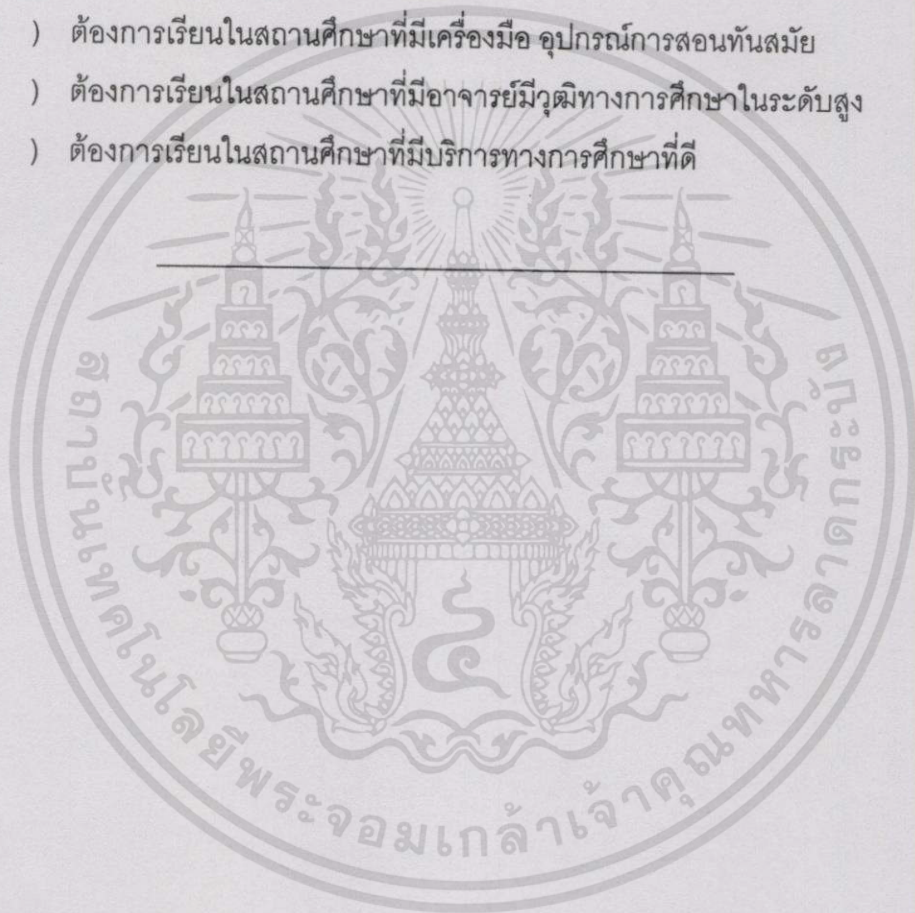 ) ต้องการเรียนในสถานศึกษาที่มีเครื่องมือ อุปกรณ์การสอนทันสมัย
) ต้องการเรียนในสถานศึกษาที่มีอาจารย์มีวุฒิทางการศึกษาในระดับสูง
) ต้องการเรียนในสถานศึกษาที่มีบริการทางการศึกษาที่ดี
สถาบันเทคโนโลยีพระจอมเกล้าเจ้าคุณทหารลาดกระบัง
๔